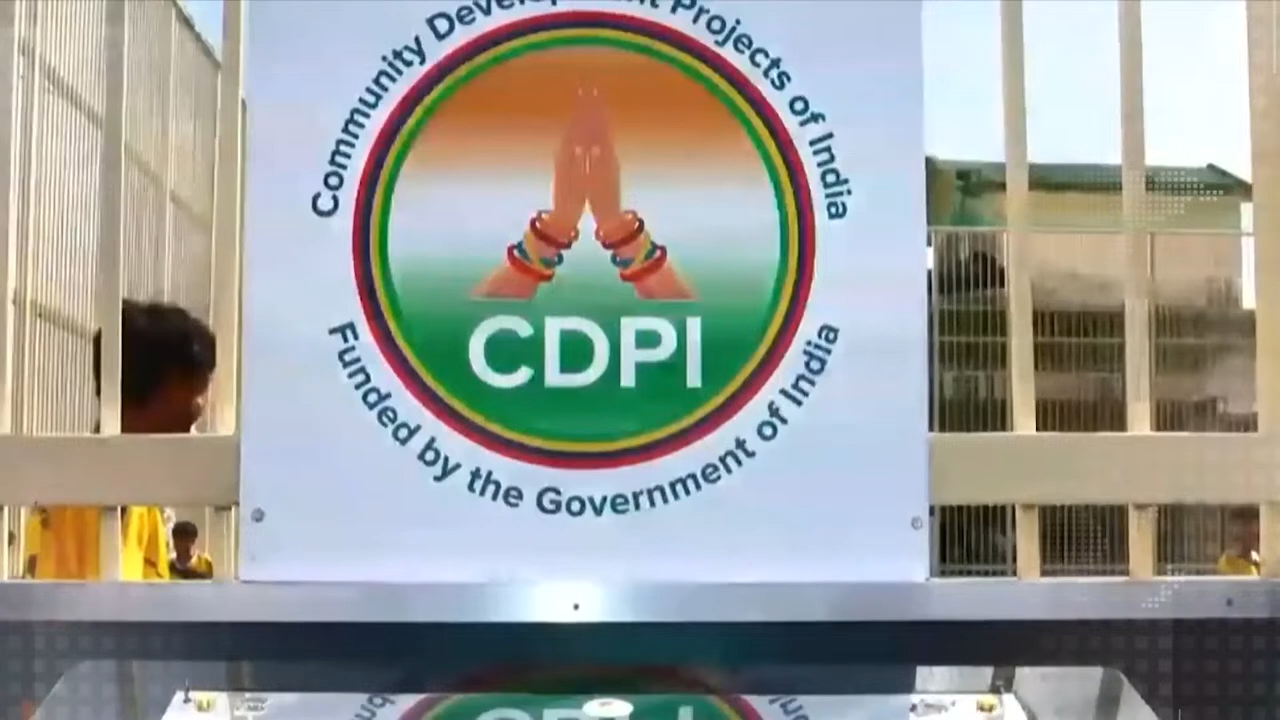 Community Development Projects of India
CDPI
Funded by the Government of India